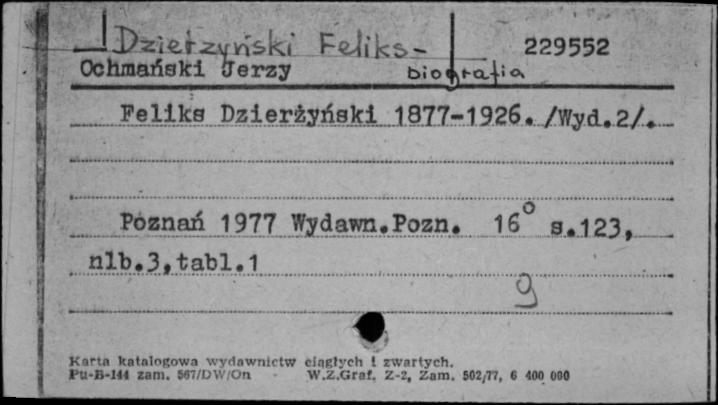 Dzierżyński Feliks - 229552
Ochmański Jerzy biografia
Feliks Dzierżyński 1877-1926. /Wyd.2/.
Poznań 1977 Wydawn.Pozn. 16° s.123,
nlb.3,tabl.1
9
Karta katalogowa wydawnictw ciągłych i zwartych.
Pu-B-144 zam. 567/DW/On W.Z.Graf. Z-2, Zam. 502/77, 6 400 000